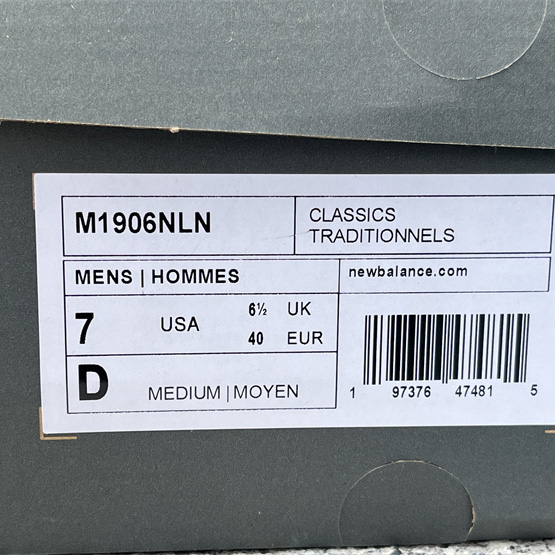 M1906NLN
CLASSICS
TRADITIONNELS
MENS | HOMMES
newbalance.com
7 USA 6½ UK
40 EUR
D MEDIUM | MOYEN
1 97376 47481 5